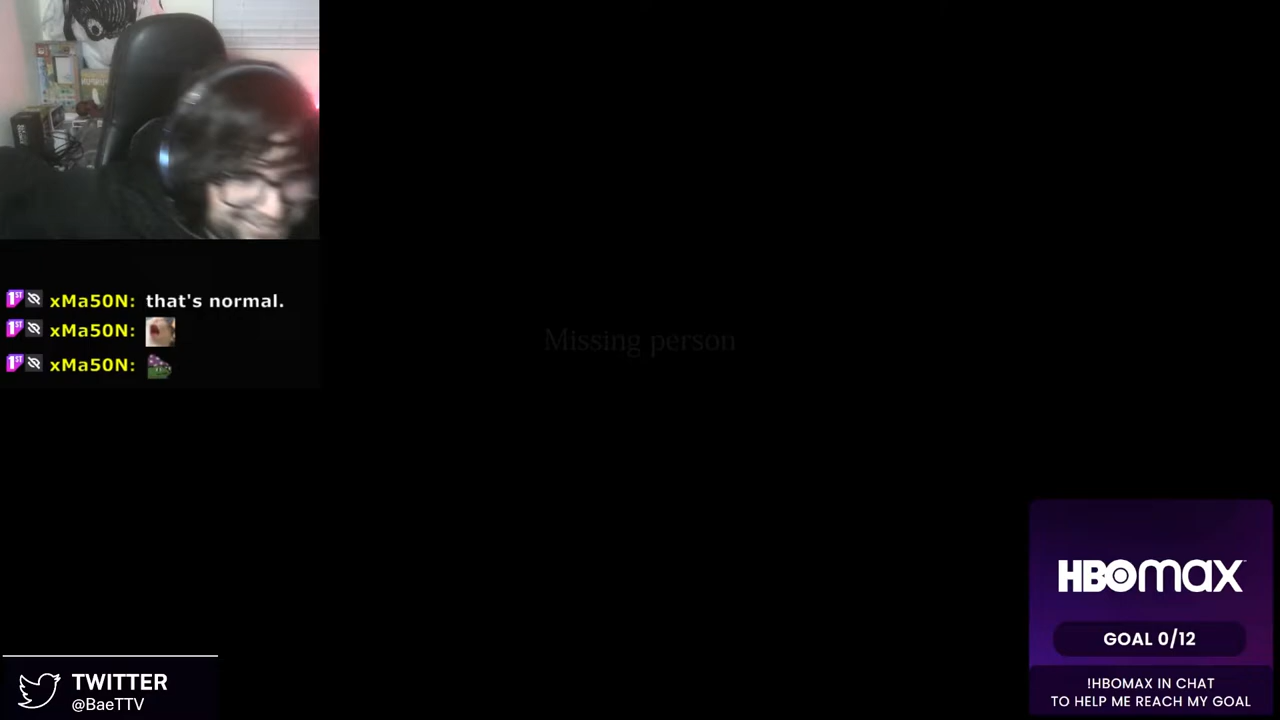 xMa50N: that's normal.
xMa50N:
xMa50N:
Missing person
HBOmax
GOAL 0/12
!HBOMAX IN CHAT
TO HELP ME REACH MY GOAL
TWITTER
@BaeTTV